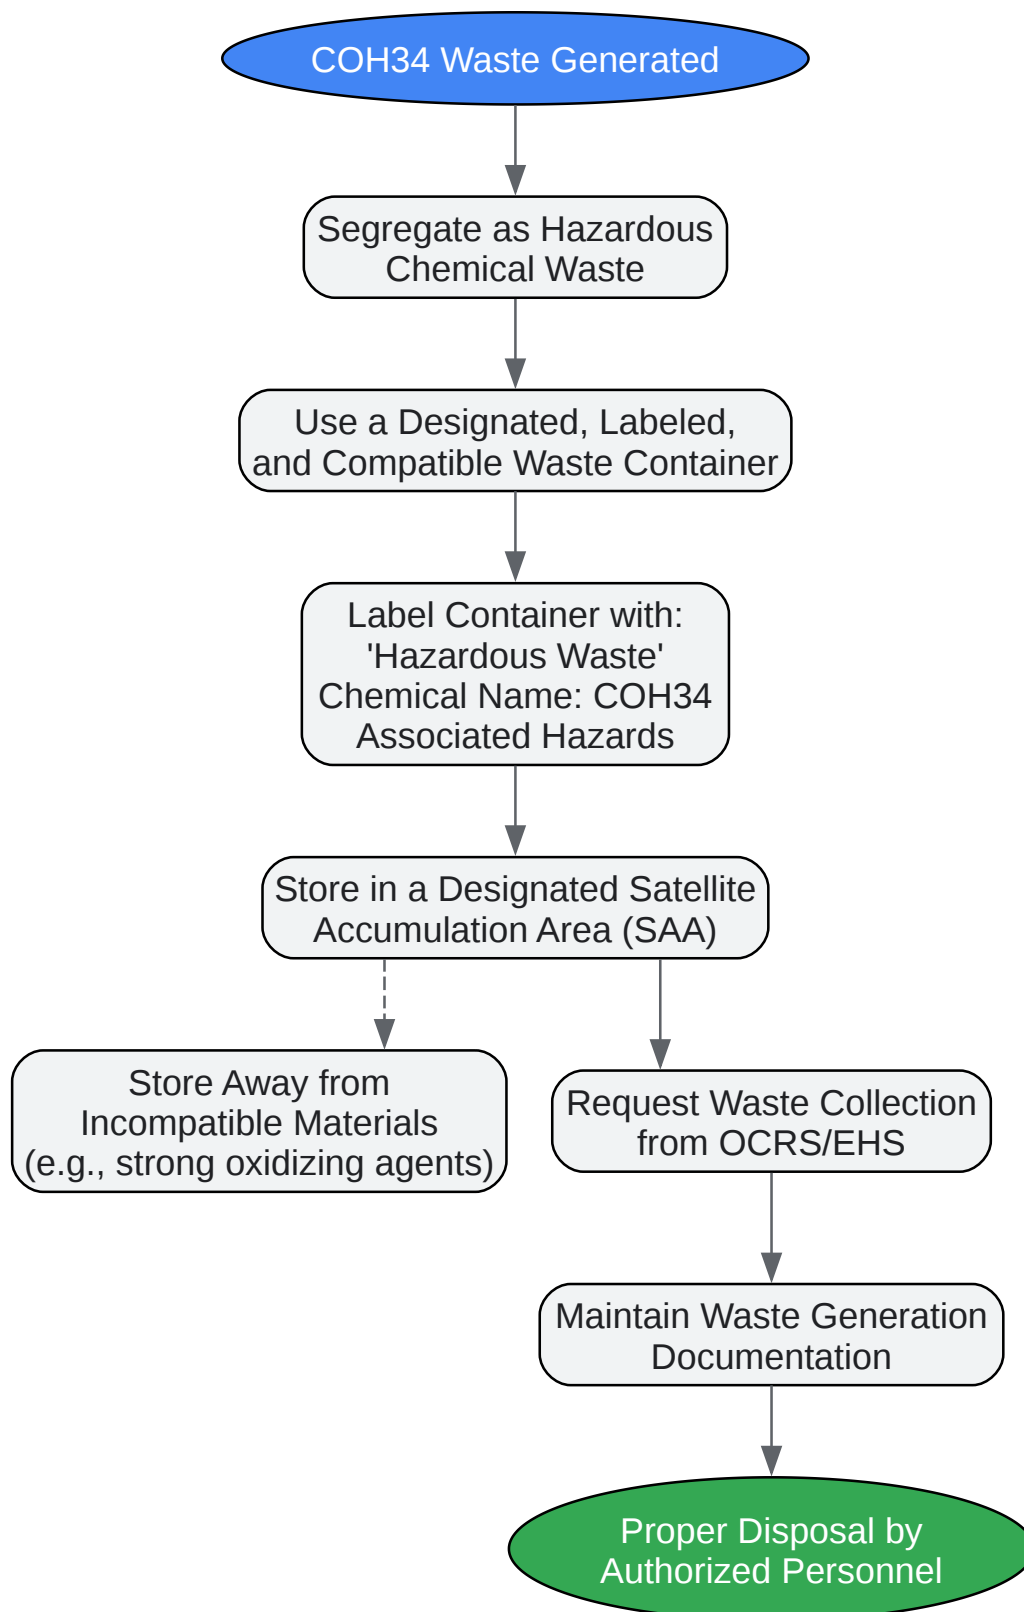 COH34 Waste Generated
Segregate as Hazardous
Chemical Waste
Use a Designated, Labeled,
and Compatible Waste Container
Label Container with:
'Hazardous Waste'
Chemical Name: COH34
Associated Hazards
Store in a Designated Satellite
Accumulation Area (SAA)
Store Away from
Incompatible Materials
(e.g., strong oxidizing agents)
Request Waste Collection
from OCRS/EHS
Maintain Waste Generation
Documentation
Proper Disposal by
Authorized Personnel